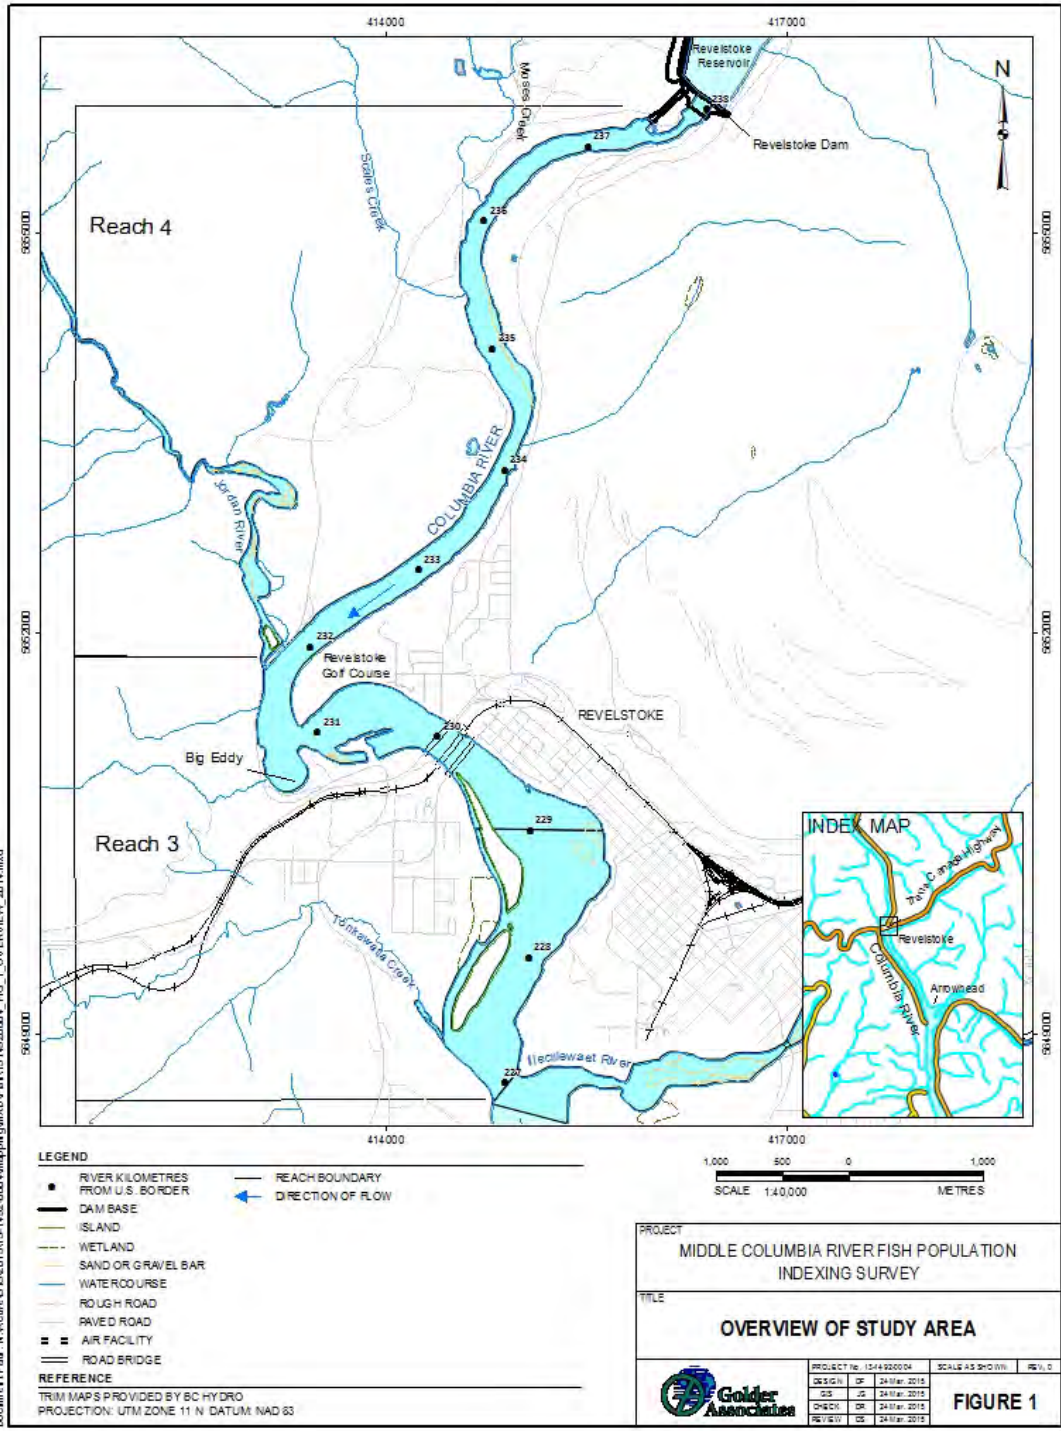 414000
417000
Revelstoke
Reservoir
N
Moses Creek
238
237
Revelstoke Dam
Scales Creek
236
Reach 4
235
COLUMBIA RIVER
234
Jordan River
233
232
Revelstoke
Golf Course
5652000
231
230
REVELSTOKE
Big Eddy
229
Reach 3
INDEX MAP
Trans Canada Highway
Revelstoke
Columbia River
Arrowhead
Tonkawatla Creek
228
5649000
Illecillewaet River
227
414000
417000
LEGEND
RIVER KILOMETRES
FROM U.S. BORDER
REACH BOUNDARY
DIRECTION OF FLOW
DAM BASE
ISLAND
WETLAND
SAND OR GRAVEL BAR
WATERCOURSE
ROUGH ROAD
PAVED ROAD
AIR FACILITY
ROAD BRIDGE
1,000 500 0 1,000
SCALE 1:40,000 METRES
REFERENCE
TRIM MAPS PROVIDED BY BC HYDRO
PROJECTION: UTM ZONE 11 N DATUM: NAD 83
PROJECT
MIDDLE COLUMBIA RIVER FISH POPULATION
INDEXING SURVEY
TITLE
OVERVIEW OF STUDY AREA
Golder
Associates
PROJECT No. SCALE AS SHOWN REV. 0
DESIGN 24 Mar. 2015
GIS JG 24 Mar. 2015
CHECK 24 Mar. 2015
REVIEW 24 Mar. 2015
FIGURE 1